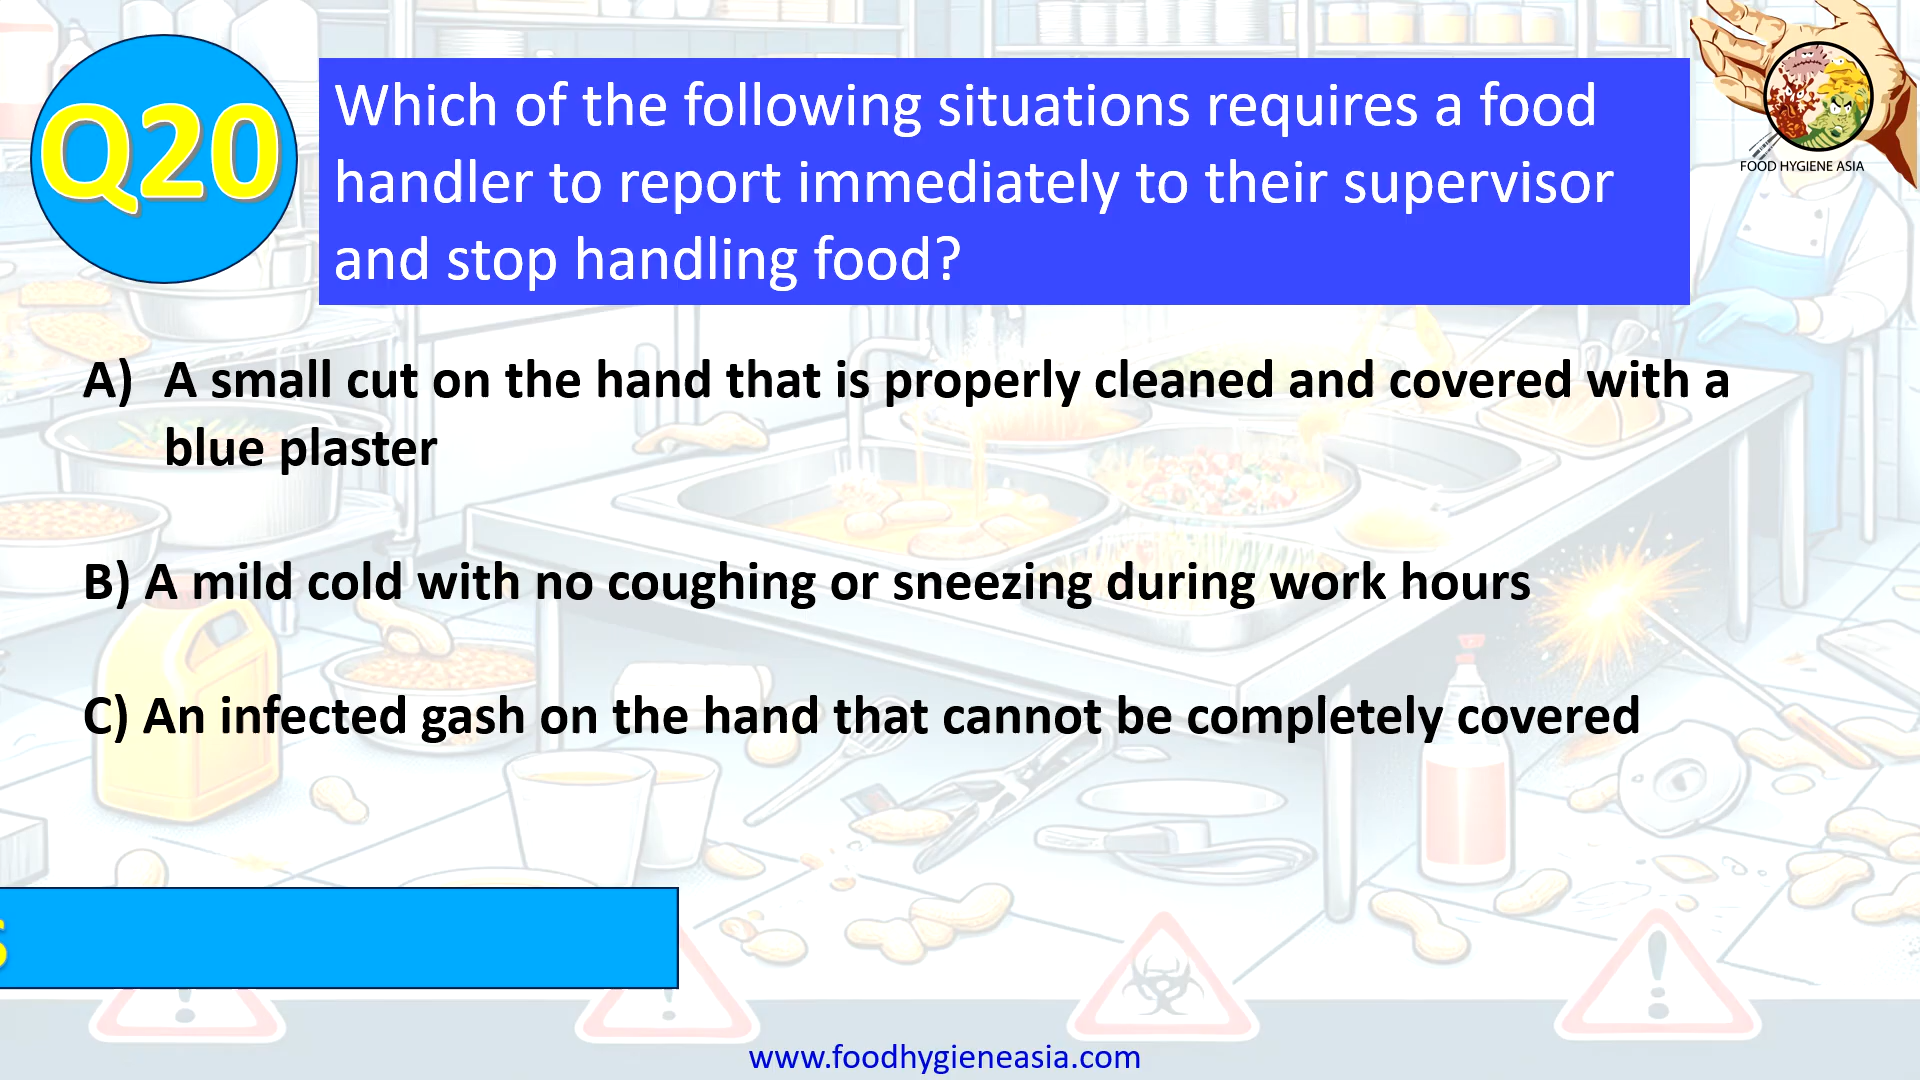 Q20
Which of the following situations requires a food
handler to report immediately to their supervisor
and stop handling food?
FOOD HYGIENE ASIA
A) A small cut on the hand that is properly cleaned and covered with a
blue plaster
B) A mild cold with no coughing or sneezing during work hours
C) An infected gash on the hand that cannot be completely covered
www.foodhygieneasia.com